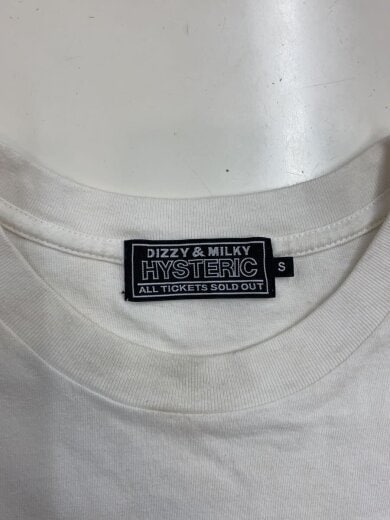 DIZZY & MILKY
HYSTERIC
ALL TICKETS SOLD OUT
S